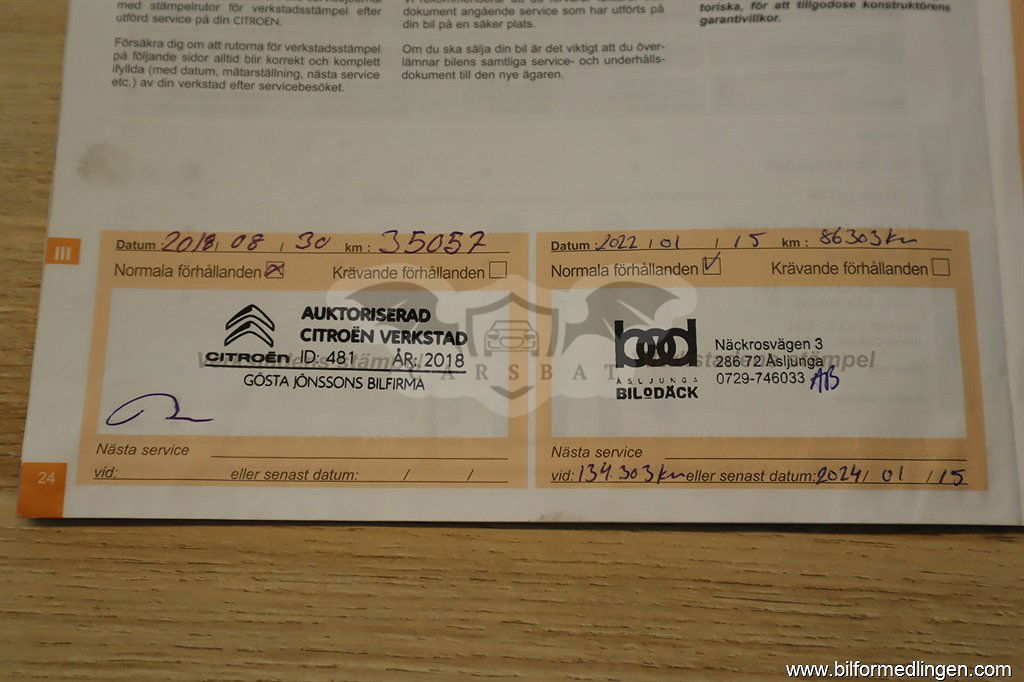 med stämpelrutor för verkstadsstämpel efter
utförd service på din CITROËN.
Försäkra dig om att rutorna för verkstadsstämpel
på följande sidor alltid blir korrekt och komplett
ifyllda (med datum, mätarställning, nästa service
etc.) av din verkstad efter servicebesöket.
dokument angående service som har utförts på
din bil på en säker plats.
Om du ska sälja din bil är det viktigt att du över-
lämnar bilens samtliga service- och underhålls-
dokument till den nye ägaren.
toriska, för att tillgodose konstruktörens
garantivillkor.
III
Datum : 2018 / 08 / 30 km : 35057
Normala förhållanden Krävande förhållanden
AUKTORISERAD
CITROËN VERKSTAD
CITROËN ID: 481 ÅR: 2018
GÖSTA JÖNSSONS BILFIRMA
Nästa service
vid: eller senast datum: / /
Datum : 2022 / 01 / 15 km : 86303km
Normala förhållanden Krävande förhållanden
bod
ÅSLJUNGA
BILODÄCK
Näckrosvägen 3
286 72 Åsljunga
0729-746033 AB
stämpel
Nästa service
vid: 134.303km eller senast datum: 2024 / 01 / 15
24
ARSBAT
www.bilformedlingen.com